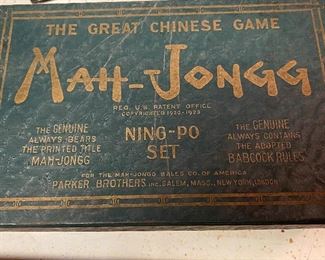 THE GREAT CHINESE GAME
MAH-JONGG
REG. U.S. PATENT OFFICE
COPYRIGHTED 1920-1923
THE GENUINE
ALWAYS BEARS
THE PRINTED TITLE
MAH-JONGG
NING-PO
SET
THE GENUINE
ALWAYS CONTAINS
THE ADOPTED
BABCOCK RULES
FOR THE MAH-JONGG SALES CO. OF AMERICA
PARKER BROTHERS INC. SALEM, MASS., NEW YORK, LONDON